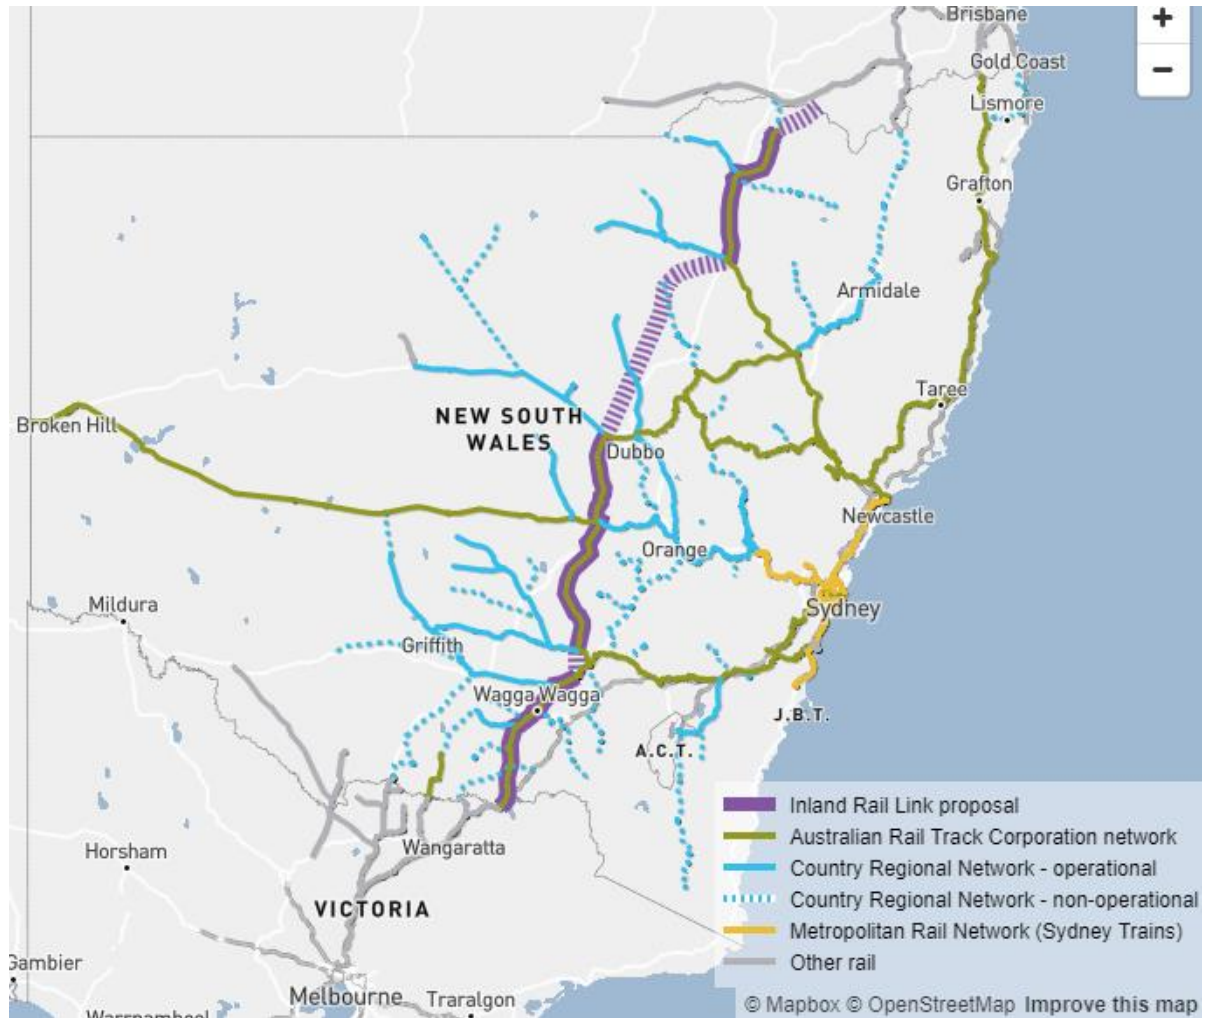 Brisbane
+
−
Gold Coast
Lismore
Grafton
Armidale
Taree
Broken Hill
NEW SOUTH
WALES
Dubbo
Newcastle
Orange
Mildura
Sydney
Griffith
Wagga Wagga
J.B.T.
A.C.T.
Inland Rail Link proposal
Australian Rail Track Corporation network
Horsham
Wangaratta
Country Regional Network - operational
Country Regional Network - non-operational
VICTORIA
Metropolitan Rail Network (Sydney Trains)
Other rail
Gambier
Melbourne
Traralgon
© Mapbox © OpenStreetMap Improve this map